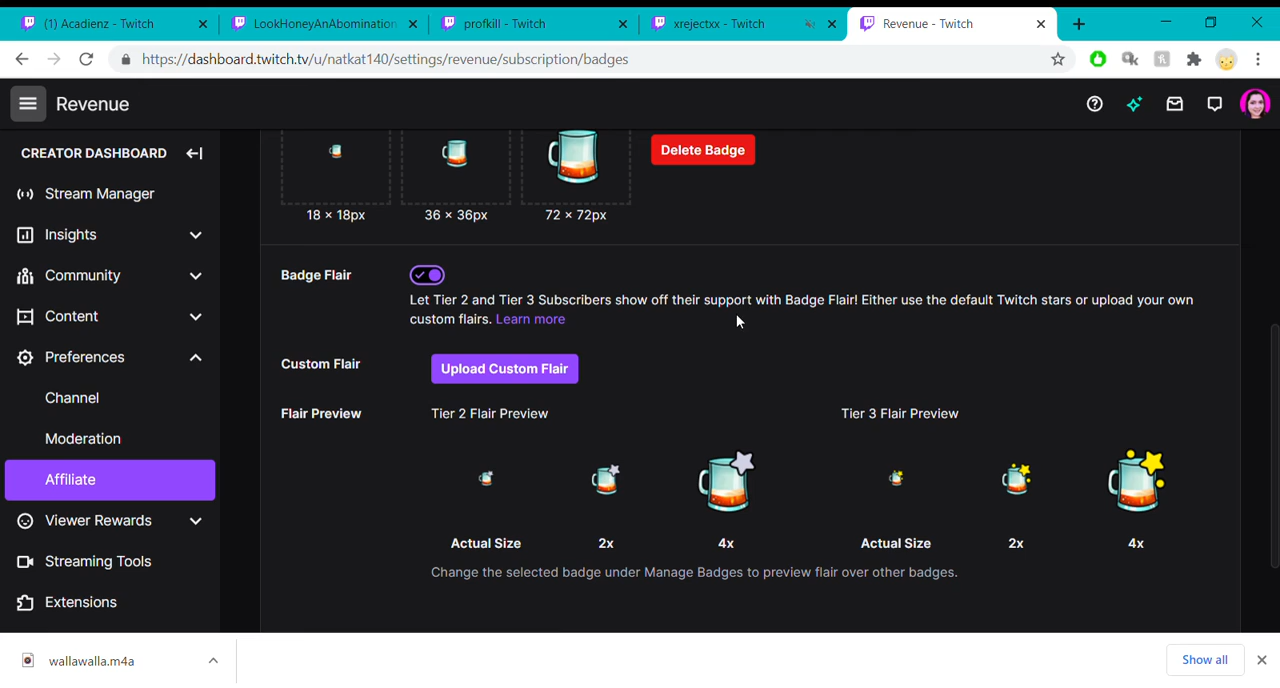 (1) Acadienz - Twitch
LookHoneyAnAbomination
profkill - Twitch
xrejectxx - Twitch
Revenue - Twitch
https://dashboard.twitch.tv/u/natkat140/settings/revenue/subscription/badges
Revenue
CREATOR DASHBOARD
Stream Manager
Insights
Community
Content
Preferences
Channel
Moderation
Affiliate
Viewer Rewards
Streaming Tools
Extensions
Delete Badge
18 × 18px
36 × 36px
72 × 72px
Badge Flair
Let Tier 2 and Tier 3 Subscribers show off their support with Badge Flair! Either use the default Twitch stars or upload your own
custom flairs. Learn more
Custom Flair
Upload Custom Flair
Flair Preview
Tier 2 Flair Preview
Tier 3 Flair Preview
Actual Size
2x
4x
Actual Size
2x
4x
Change the selected badge under Manage Badges to preview flair over other badges.
wallawalla.m4a
Show all